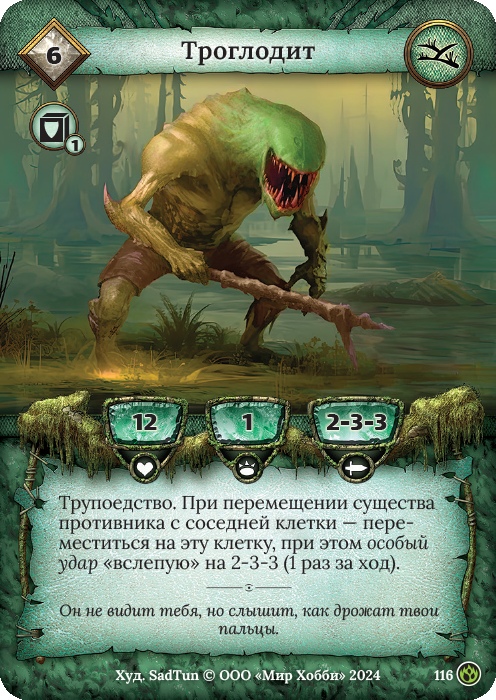 6
Троглодит
1
12
1
2-3-3
Трупоедство. При перемещении существа
противника с соседней клетки — пере-
меститься на эту клетку, при этом особый
удар «вслепую» на 2-3-3 (1 раз за ход).
Он не видит тебя, но слышит, как дрожат твои
пальцы.
Худ. SadTun © ООО «Мир Хобби» 2024
116